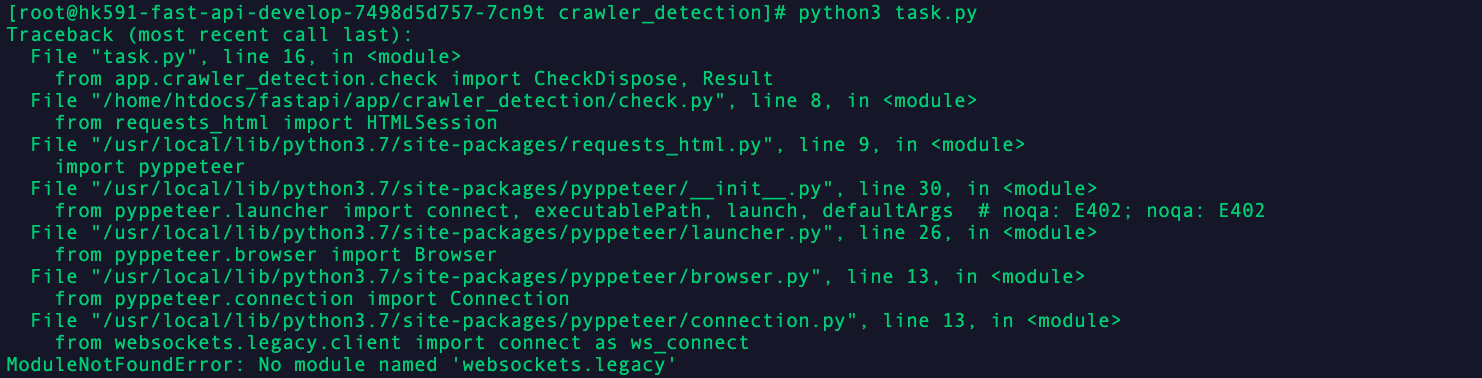 [root@hk591-fast-api-develop-7498d5d757-7cn9t crawler_detection]# python3 task.py
Traceback (most recent call last):
  File "task.py", line 16, in <module>
    from app.crawler_detection.check import CheckDispose, Result
  File "/home/htdocs/fastapi/app/crawler_detection/check.py", line 8, in <module>
    from requests_html import HTMLSession
  File "/usr/local/lib/python3.7/site-packages/requests_html.py", line 9, in <module>
    import pyppeteer
  File "/usr/local/lib/python3.7/site-packages/pyppeteer/__init__.py", line 30, in <module>
    from pyppeteer.launcher import connect, executablePath, launch, defaultArgs  # noqa: E402; noqa: E402
  File "/usr/local/lib/python3.7/site-packages/pyppeteer/launcher.py", line 26, in <module>
    from pyppeteer.browser import Browser
  File "/usr/local/lib/python3.7/site-packages/pyppeteer/browser.py", line 13, in <module>
    from pyppeteer.connection import Connection
  File "/usr/local/lib/python3.7/site-packages/pyppeteer/connection.py", line 13, in <module>
    from websockets.legacy.client import connect as ws_connect
ModuleNotFoundError: No module named 'websockets.legacy'